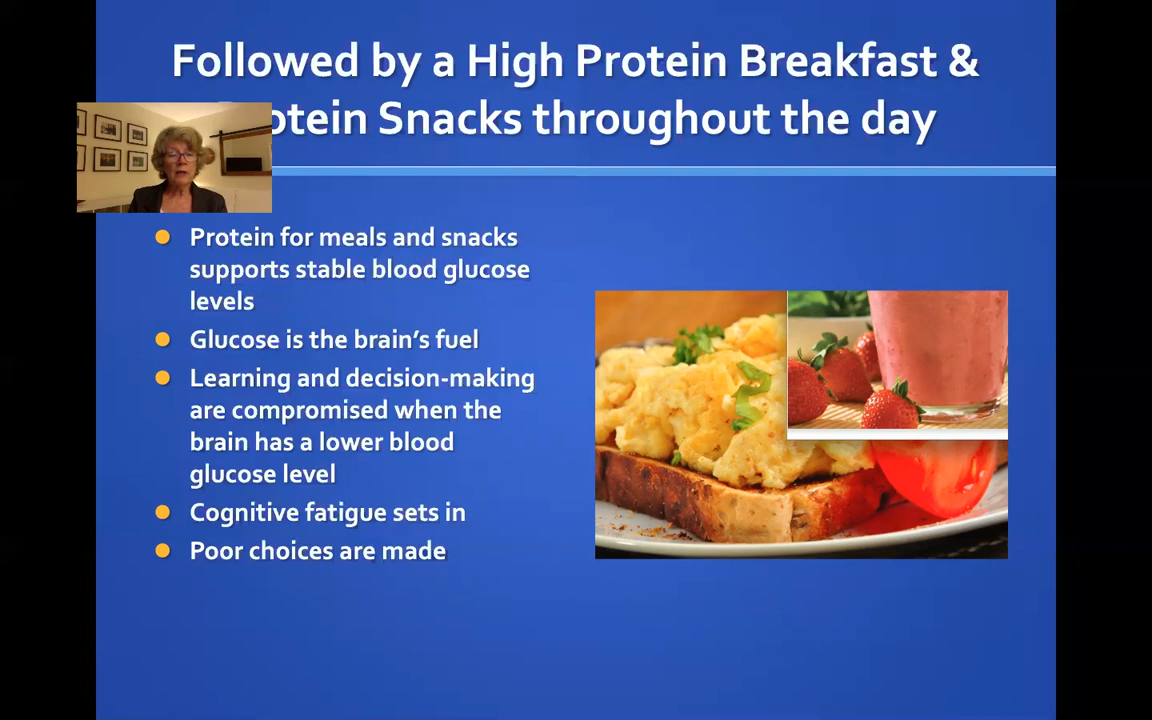 Followed by a High Protein Breakfast &
otein Snacks throughout the day
Protein for meals and snacks
supports stable blood glucose
levels
Glucose is the brain's fuel
Learning and decision-making
are compromised when the
brain has a lower blood
glucose level
Cognitive fatigue sets in
Poor choices are made